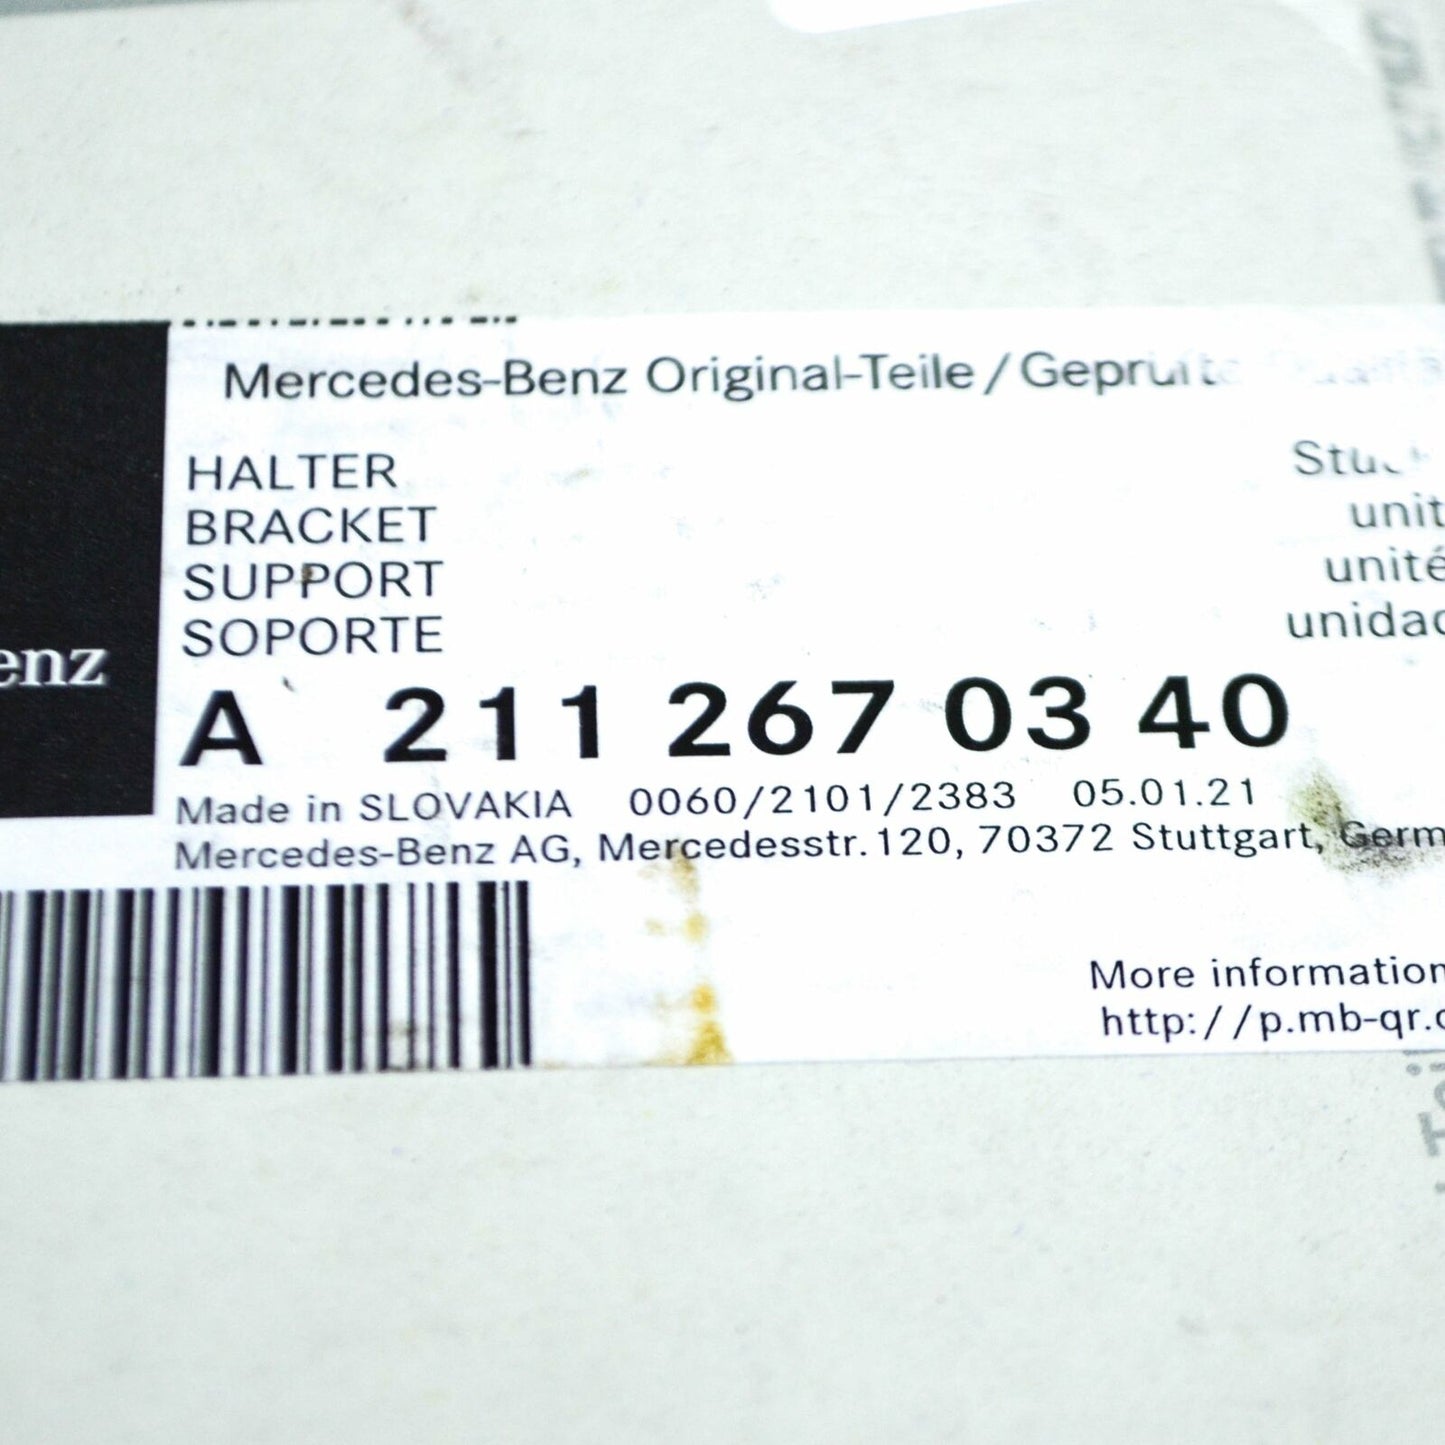 Mercedes-Benz Original-Teile/
HALTER
BRACKET
SUPPORT
SOPORTE
unit
unité
enz
A 211 267 03 40
Made in SLOVAKIA 0060/2101/2383 05.01.21
Mercedes-Benz AG, Mercedesstr.120, 70372 Stuttgart, Germ
More information
http://p.mb-qr.